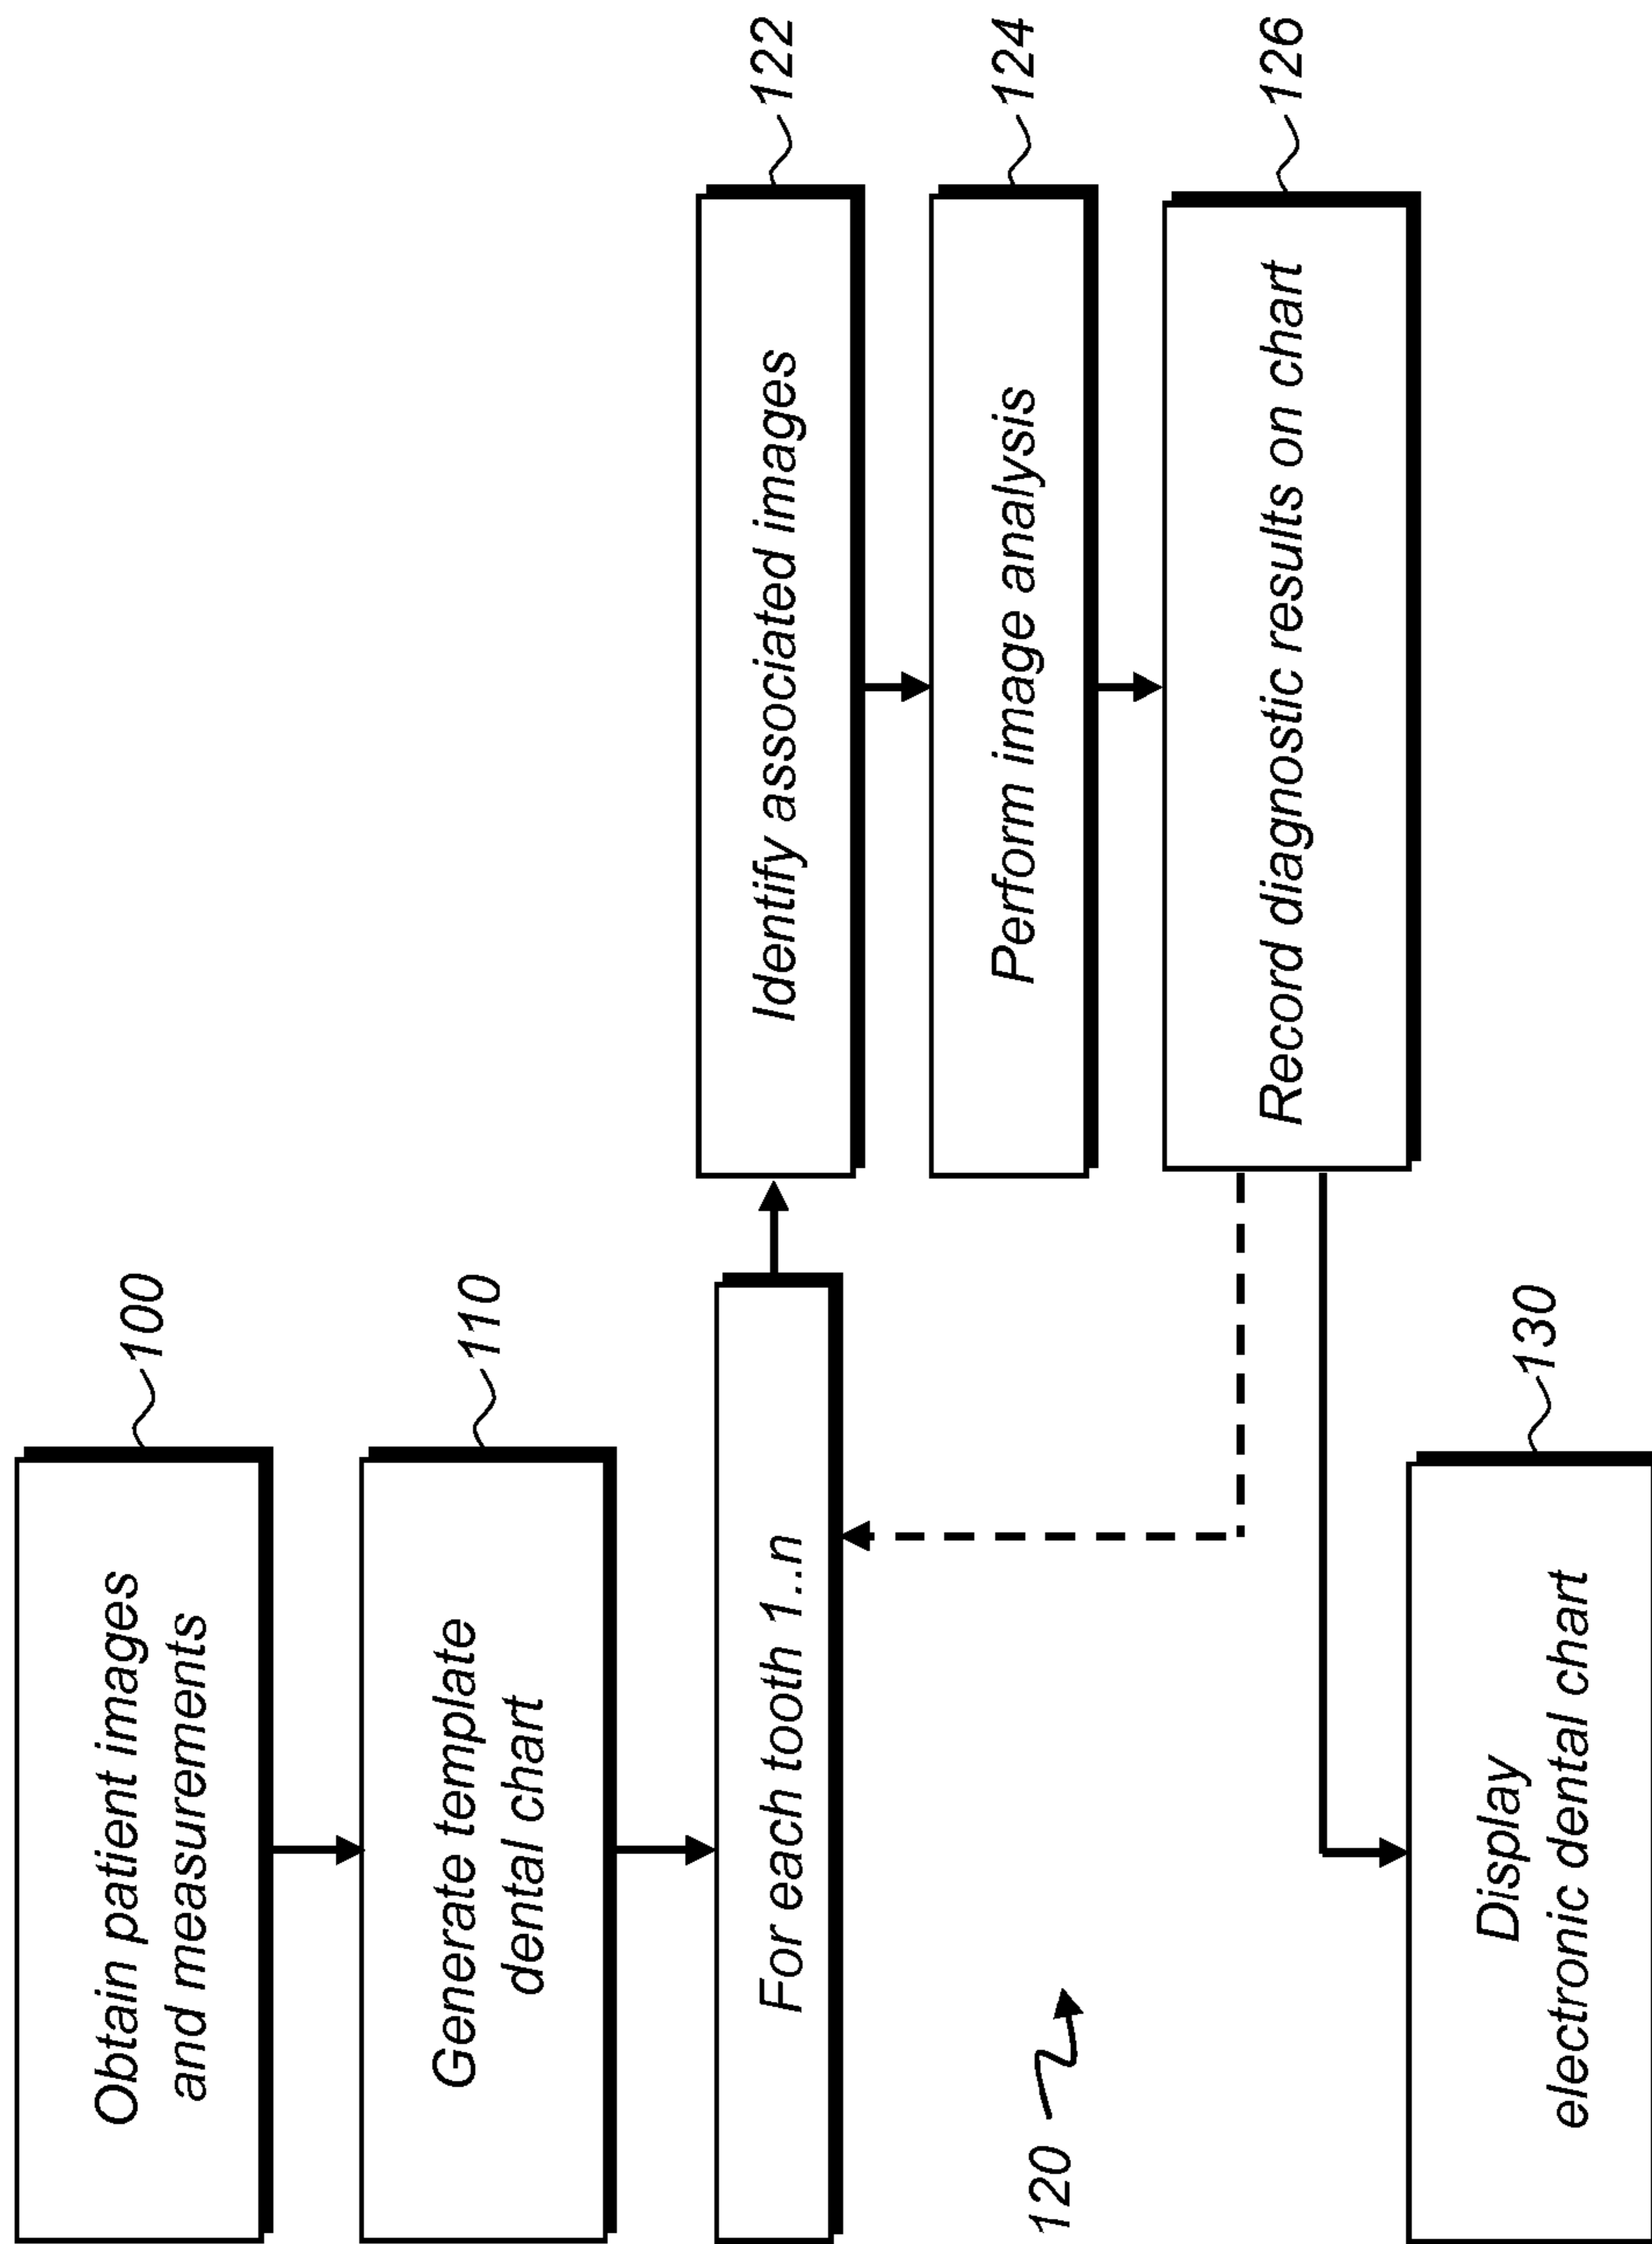 Obtain patient images
and measurements
100
Generate template
dental chart
110
For each tooth 1..n
Identify associated images
122
Perform image analysis
124
Record diagnostic results on chart
126
120
Display
electronic dental chart
130